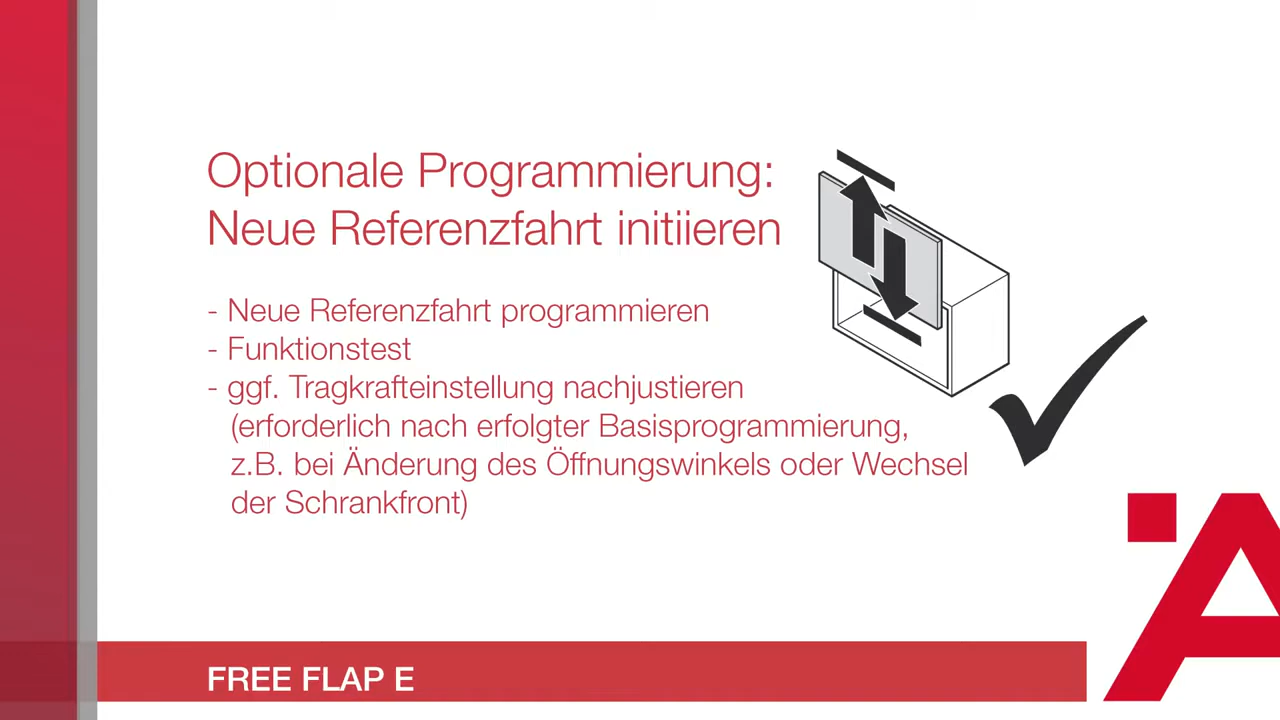 Optionale Programmierung:
Neue Referenzfahrt initiieren
- Neue Referenzfahrt programmieren
- Funktionstest
- ggf. Tragkrafteinstellung nachjustieren
(erforderlich nach erfolgter Basisprogrammierung,
z.B. bei Änderung des Öffnungswinkels oder Wechsel
der Schrankfront)
FREE FLAP E